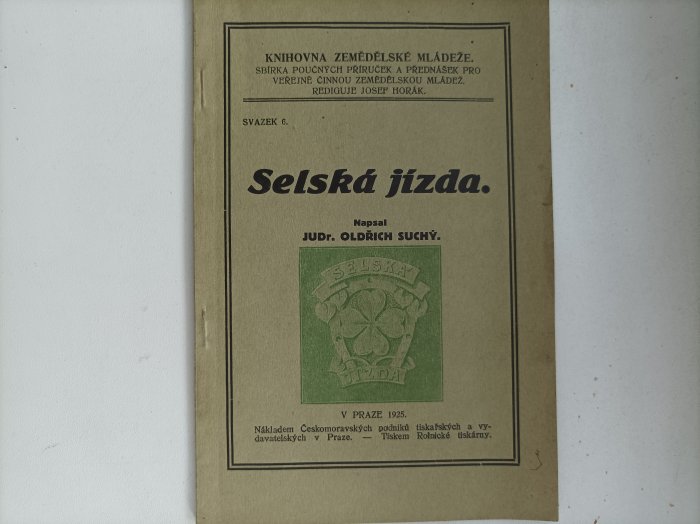 KNIHOVNA ZEMĚDĚLSKÉ MLÁDEŽE.
SBÍRKA POUČNÝCH PŘÍRUČEK A PŘEDNÁŠEK PRO
VEŘEJNĚ ČINNOU ZEMĚDĚLSKOU MLÁDEŽ.
REDIGUJE JOSEF HORÁK.
SVAZEK 6.
Selská jízda.
Napsal
JUDr. OLDŘICH SUCHÝ.
SELSKÁ
JÍZDA
V PRAZE 1925.
Nákladem Českomoravských podniků tiskařských a vy-
davatelských v Praze. — Tiskem Rolnické tiskárny.